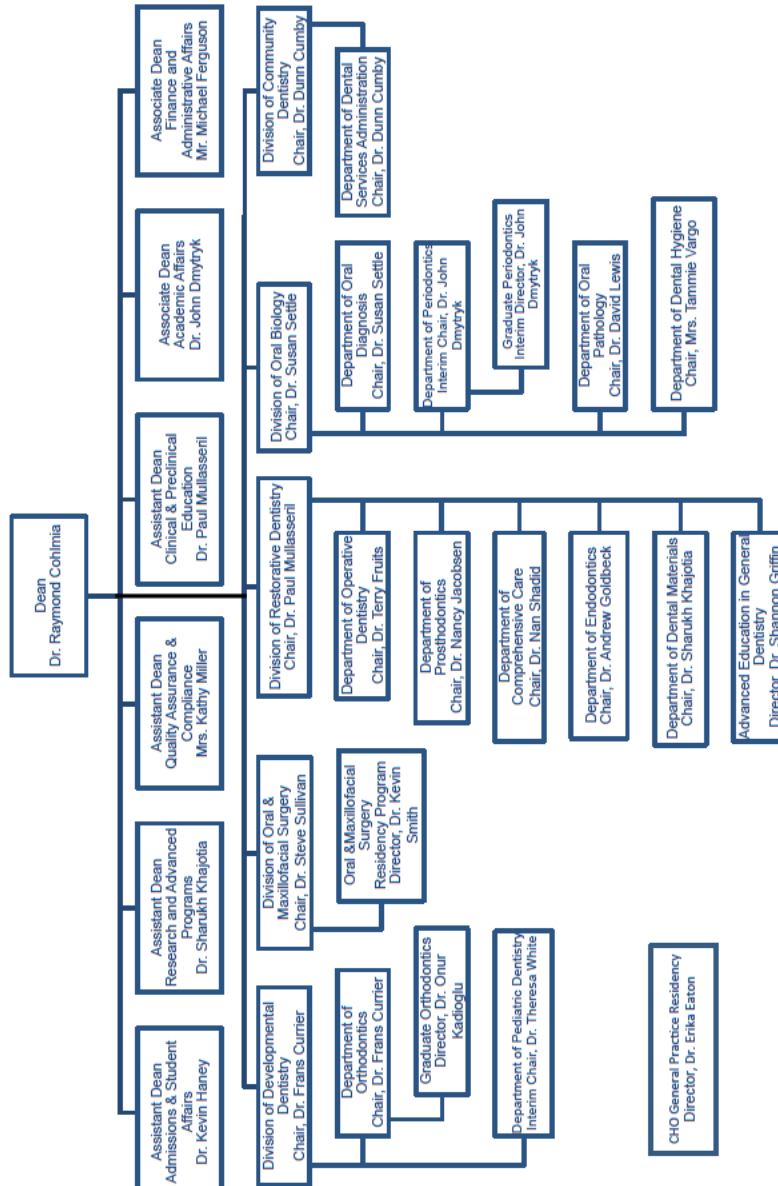 Dean
Dr. Raymond Cohlmia
Assistant Dean
Admissions & Student
Affairs
Dr. Kevin Haney
Assistant Dean
Research and Advanced
Programs
Dr. Sharukh Khajotia
Assistant Dean
Quality Assurance &
Compliance
Mrs. Kathy Miller
Assistant Dean
Clinical & Preclinical
Education
Dr. Paul Mullasseril
Associate Dean
Academic Affairs
Dr. John Dmytryk
Associate Dean
Finance and
Administrative Affairs
Mr. Michael Ferguson
Division of Developmental
Dentistry
Chair, Dr. Frans Currier
Division of Oral &
Maxillofacial Surgery
Chair, Dr. Steve Sullivan
Division of Restorative Dentistry
Chair, Dr. Paul Mullasseril
Division of Oral Biology
Chair, Dr. Susan Settle
Division of Community
Dentistry
Chair, Dr. Dunn Cumby
Department of
Orthodontics
Chair, Dr. Frans Currier
Graduate Orthodontics
Director, Dr. Onur
Kadioglu
Department of Pediatric Dentistry
Interim Chair, Dr. Theresa White
Oral &Maxillofacial
Surgery
Residency Program
Director, Dr. Kevin
Smith
Department of Operative
Dentistry
Chair, Dr. Terry Fruits
Department of
Prosthodontics
Chair, Dr. Nancy Jacobsen
Department of
Comprehensive Care
Chair, Dr. Nan Shadid
Department of Endodontics
Chair, Dr. Andrew Goldbeck
Department of Dental Materials
Chair, Dr. Sharukh Khajotia
Advanced Education in General
Dentistry
Director, Dr. Shannon Griffin
Department of Oral
Diagnosis
Chair, Dr. Susan Settle
Department of Periodontics
Interim Chair, Dr. John
Dmytryk
Graduate Periodontics
Interim Director, Dr. John
Dmytryk
Department of Oral
Pathology
Chair, Dr. David Lewis
Department of Dental Hygiene
Chair, Mrs. Tammie Vargo
Department of Dental
Services Administration
Chair, Dr. Dunn Cumby
CHO General Practice Residency
Director, Dr. Erika Eaton